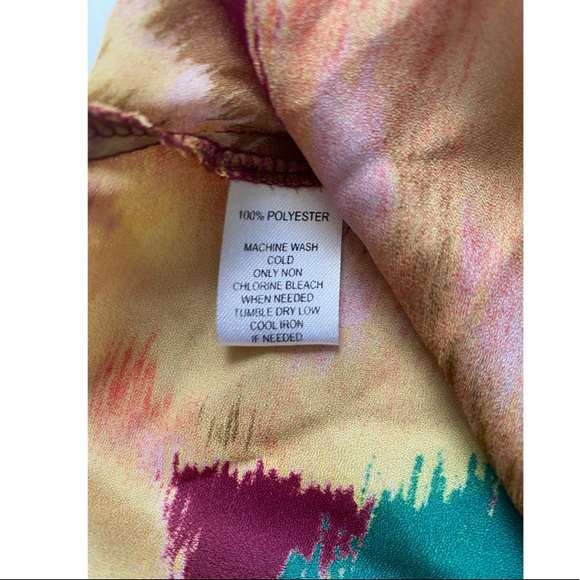 100% POLYESTER
MACHINE WASH
COLD
ONLY NON
CHLORINE BLEACH
WHEN NEEDED
TUMBLE DRY LOW
COOL IRON
IF NEEDED